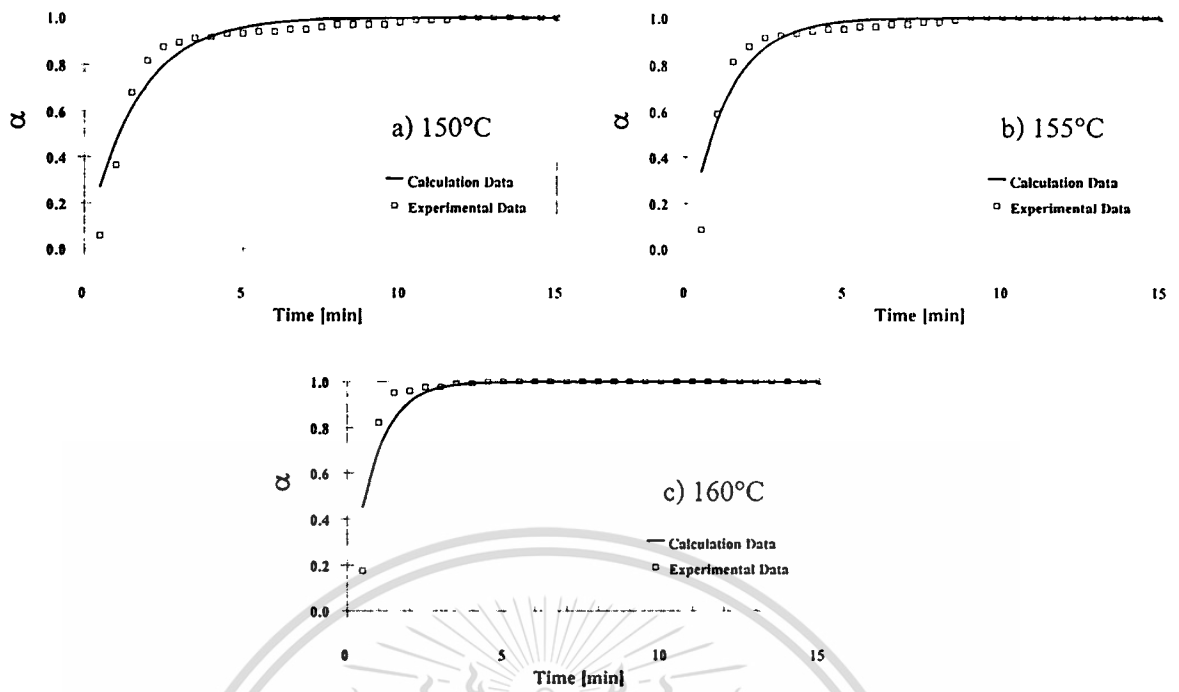 1.0
0.8
0.6
0.4
0.2
0.0
α
a) 150°C
Calculation Data
Experimental Data
0 5 10 15
Time [min]
1.0
0.8
0.6
0.4
0.2
0.0
α
b) 155°C
Calculation Data
Experimental Data
0 5 10 15
Time [min]
1.0
0.8
0.6
0.4
0.2
0.0
α
c) 160°C
Calculation Data
Experimental Data
0 5 10 15
Time [min]